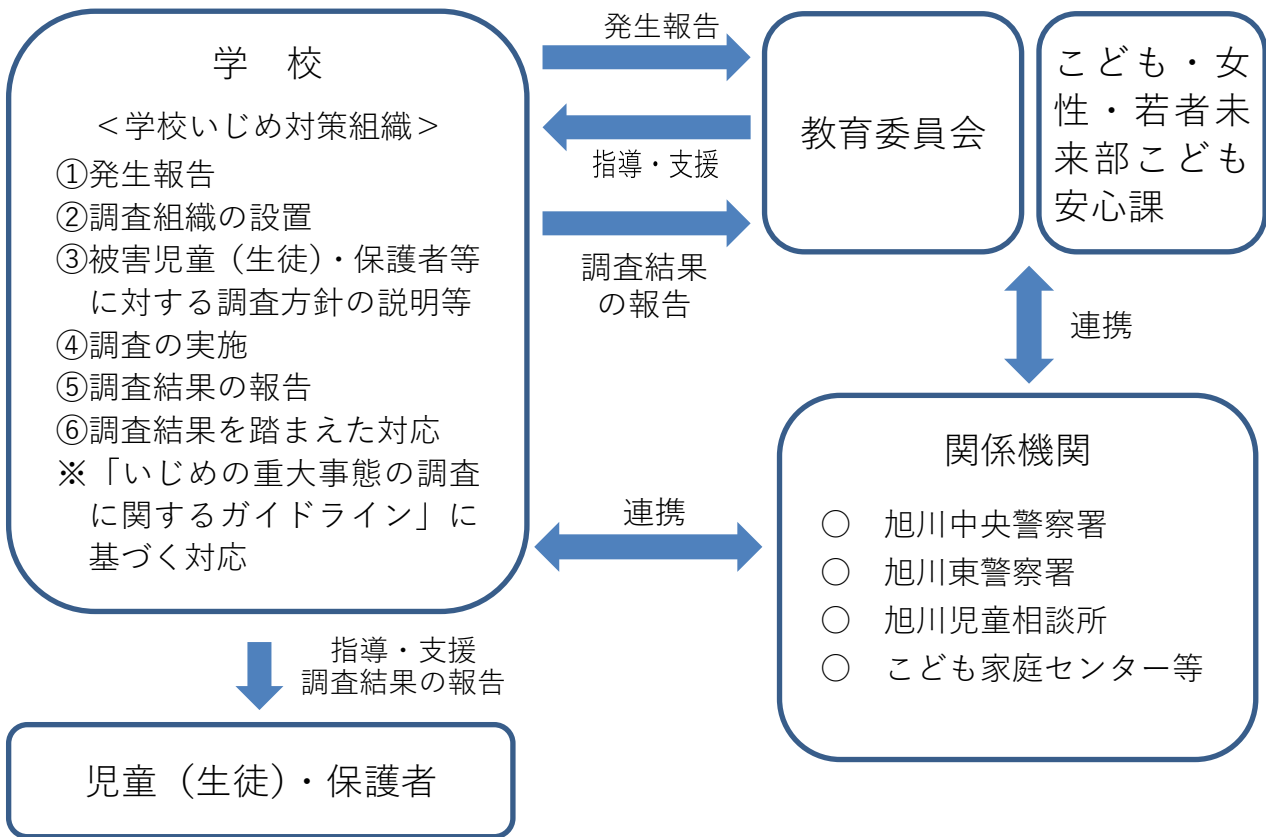 学　校
＜学校いじめ対策組織＞
①発生報告
②調査組織の設置
③被害児童（生徒）・保護者等
に対する調査方針の説明等
④調査の実施
⑤調査結果の報告
⑥調査結果を踏まえた対応
※「いじめの重大事態の調査
に関するガイドライン」に
基づく対応
発生報告
指導・支援
調査結果
の報告
教育委員会
こども・女
性・若者未
来部こども
安心課
連携
関係機関
○　旭川中央警察署
○　旭川東警察署
○　旭川児童相談所
○　こども家庭センター等
連携
指導・支援
調査結果の報告
児童（生徒）・保護者